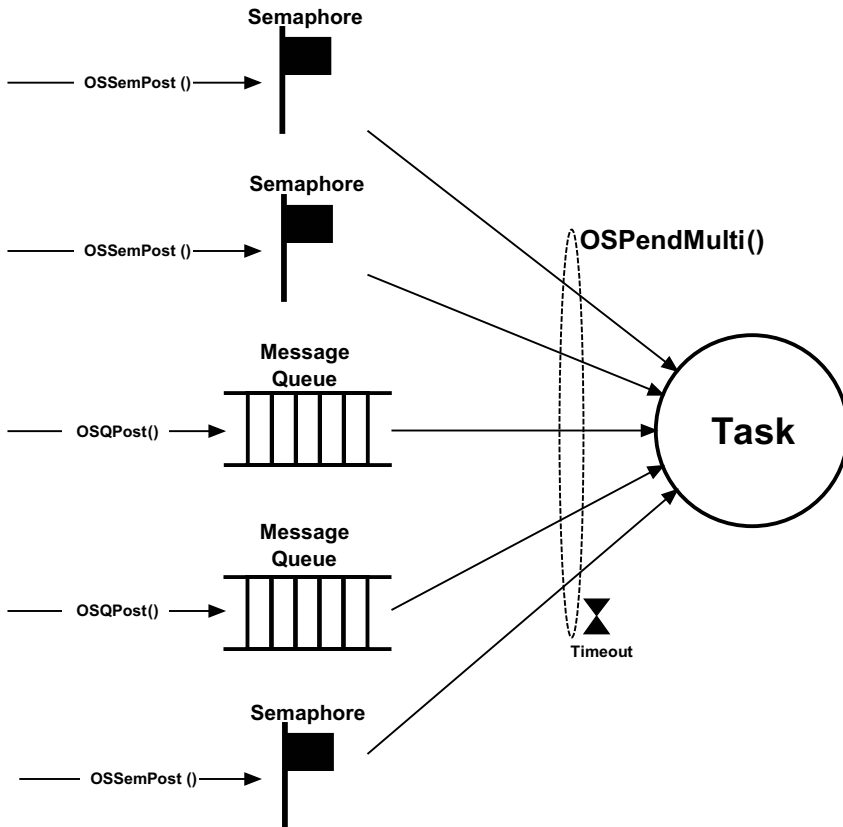 Semaphore
OSSemPost ()
Semaphore
OSSemPost ()
OSPendMulti()
Message
Queue
OSQPost()
Task
Message
Queue
OSQPost()
Timeout
Semaphore
OSSemPost ()